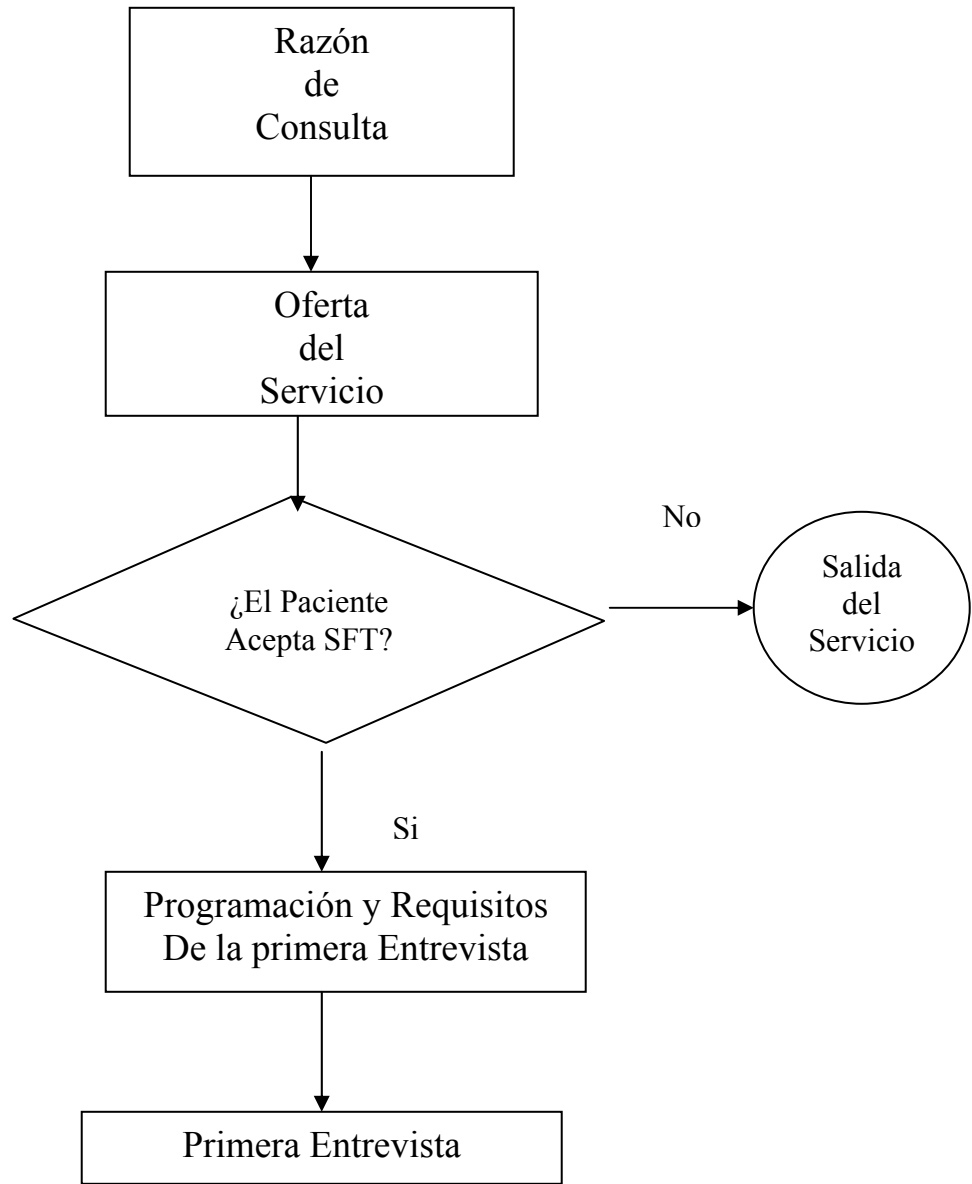 Razón
de
Consulta
Oferta
del
Servicio
¿El Paciente
Acepta SFT?
No
Salida
del
Servicio
Si
Programación y Requisitos
De la primera Entrevista
Primera Entrevista